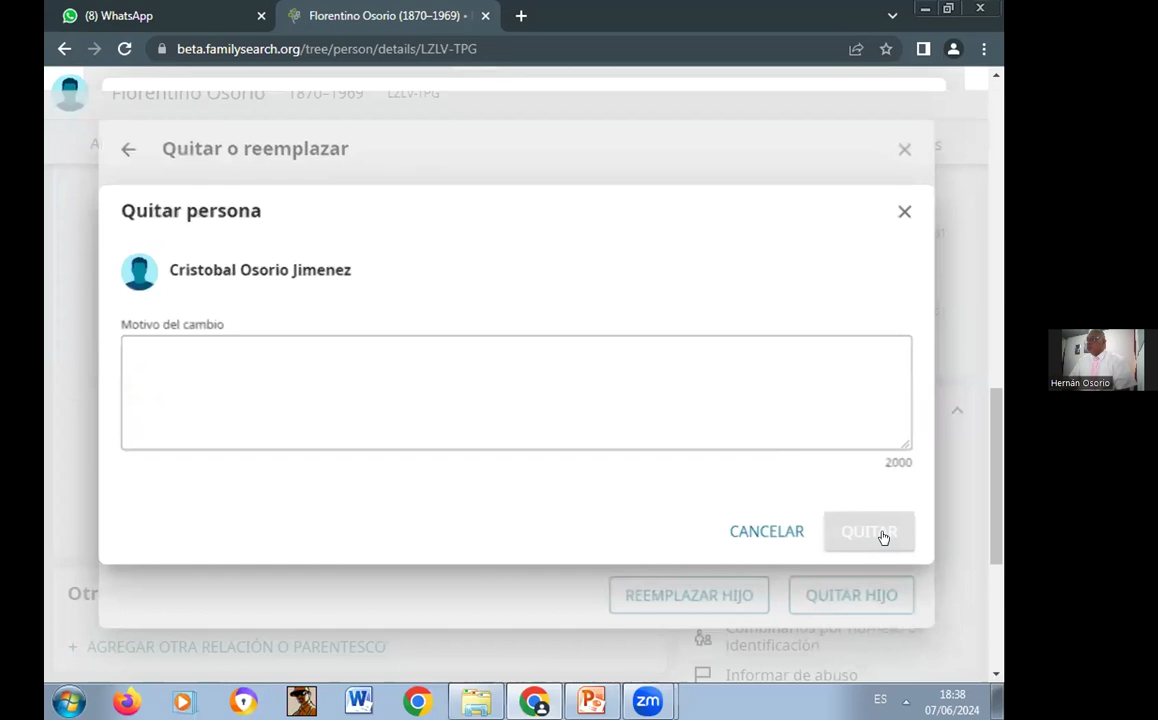 (8) WhatsApp
Florentino Osorio (1870–1969) •
beta.familysearch.org/tree/person/details/LZLV-TPG
Florentino Osorio 1870–1969 LZLV-TPG
Quitar o reemplazar
Quitar persona
Cristobal Osorio Jimenez
Motivo del cambio
2000
CANCELAR QUITAR
REEMPLAZAR HIJO QUITAR HIJO
+ AGREGAR OTRA RELACIÓN O PARENTESCO
identificación
Informar de abuso
Hernán Osorio
ES
18:38
07/06/2024
zm